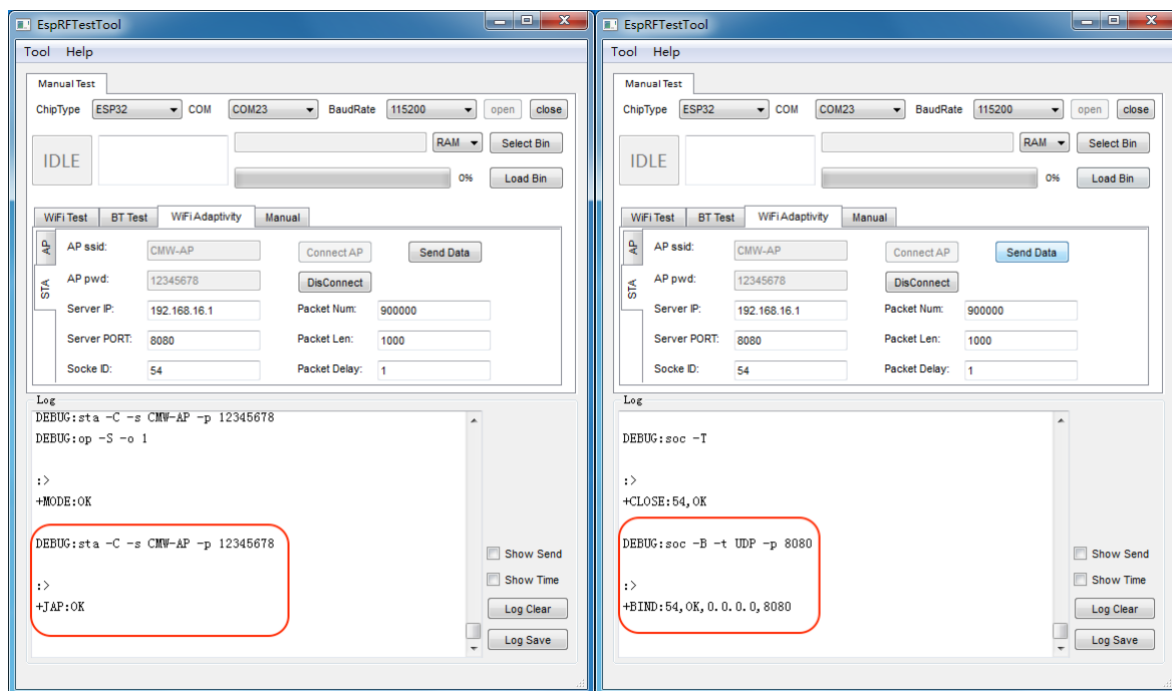 EspRFTestTool
Tool Help
Manual Test
ChipType ESP32 COM COM23 BaudRate 115200 open close
IDLE
RAM Select Bin
0% Load Bin
WiFi Test BT Test WiFi Adaptivity Manual
AP
STA
AP ssid: CMW-AP Connect AP Send Data
AP pwd: 12345678 DisConnect
Server IP: 192.168.16.1 Packet Num: 900000
Server PORT: 8080 Packet Len: 1000
Socke ID: 54 Packet Delay: 1
Log
DEBUG:sta -C -s CMW-AP -p 12345678
DEBUG:op -S -o 1
:>
+MODE:OK
DEBUG:sta -C -s CMW-AP -p 12345678
:>
+JAP:OK
Show Send
Show Time
Log Clear
Log Save
EspRFTestTool
Tool Help
Manual Test
ChipType ESP32 COM COM23 BaudRate 115200 open close
IDLE
RAM Select Bin
0% Load Bin
WiFi Test BT Test WiFi Adaptivity Manual
AP
STA
AP ssid: CMW-AP Connect AP Send Data
AP pwd: 12345678 DisConnect
Server IP: 192.168.16.1 Packet Num: 900000
Server PORT: 8080 Packet Len: 1000
Socke ID: 54 Packet Delay: 1
Log
DEBUG:soc -T
:>
+CLOSE:54,OK
DEBUG:soc -B -t UDP -p 8080
:>
+BIND:54,OK,0.0.0.0,8080
Show Send
Show Time
Log Clear
Log Save